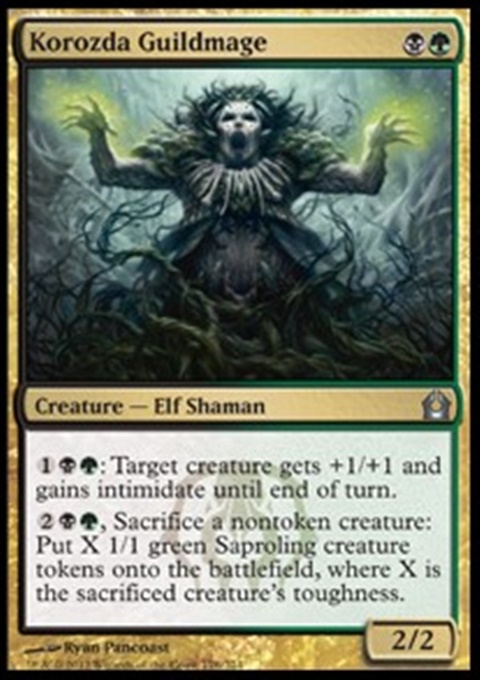 Korozda Guildmage
Creature — Elf Shaman
1: Target creature gets +1/+1 and
gains intimidate until end of turn.
2, Sacrifice a nontoken creature:
Put X 1/1 green Saproling creature
tokens onto the battlefield, where X is
the sacrificed creature's toughness.
Ryan Pancoast
2/2